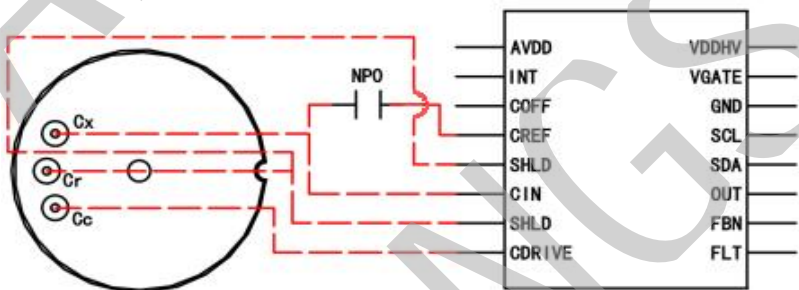 AVDD VDDHV
NPO INT VGATE
COFF GND
Cx CREF SCL
SHLD SDA
Cr
CIN OUT
Cc SHLD FBN
CDRIVE FLT